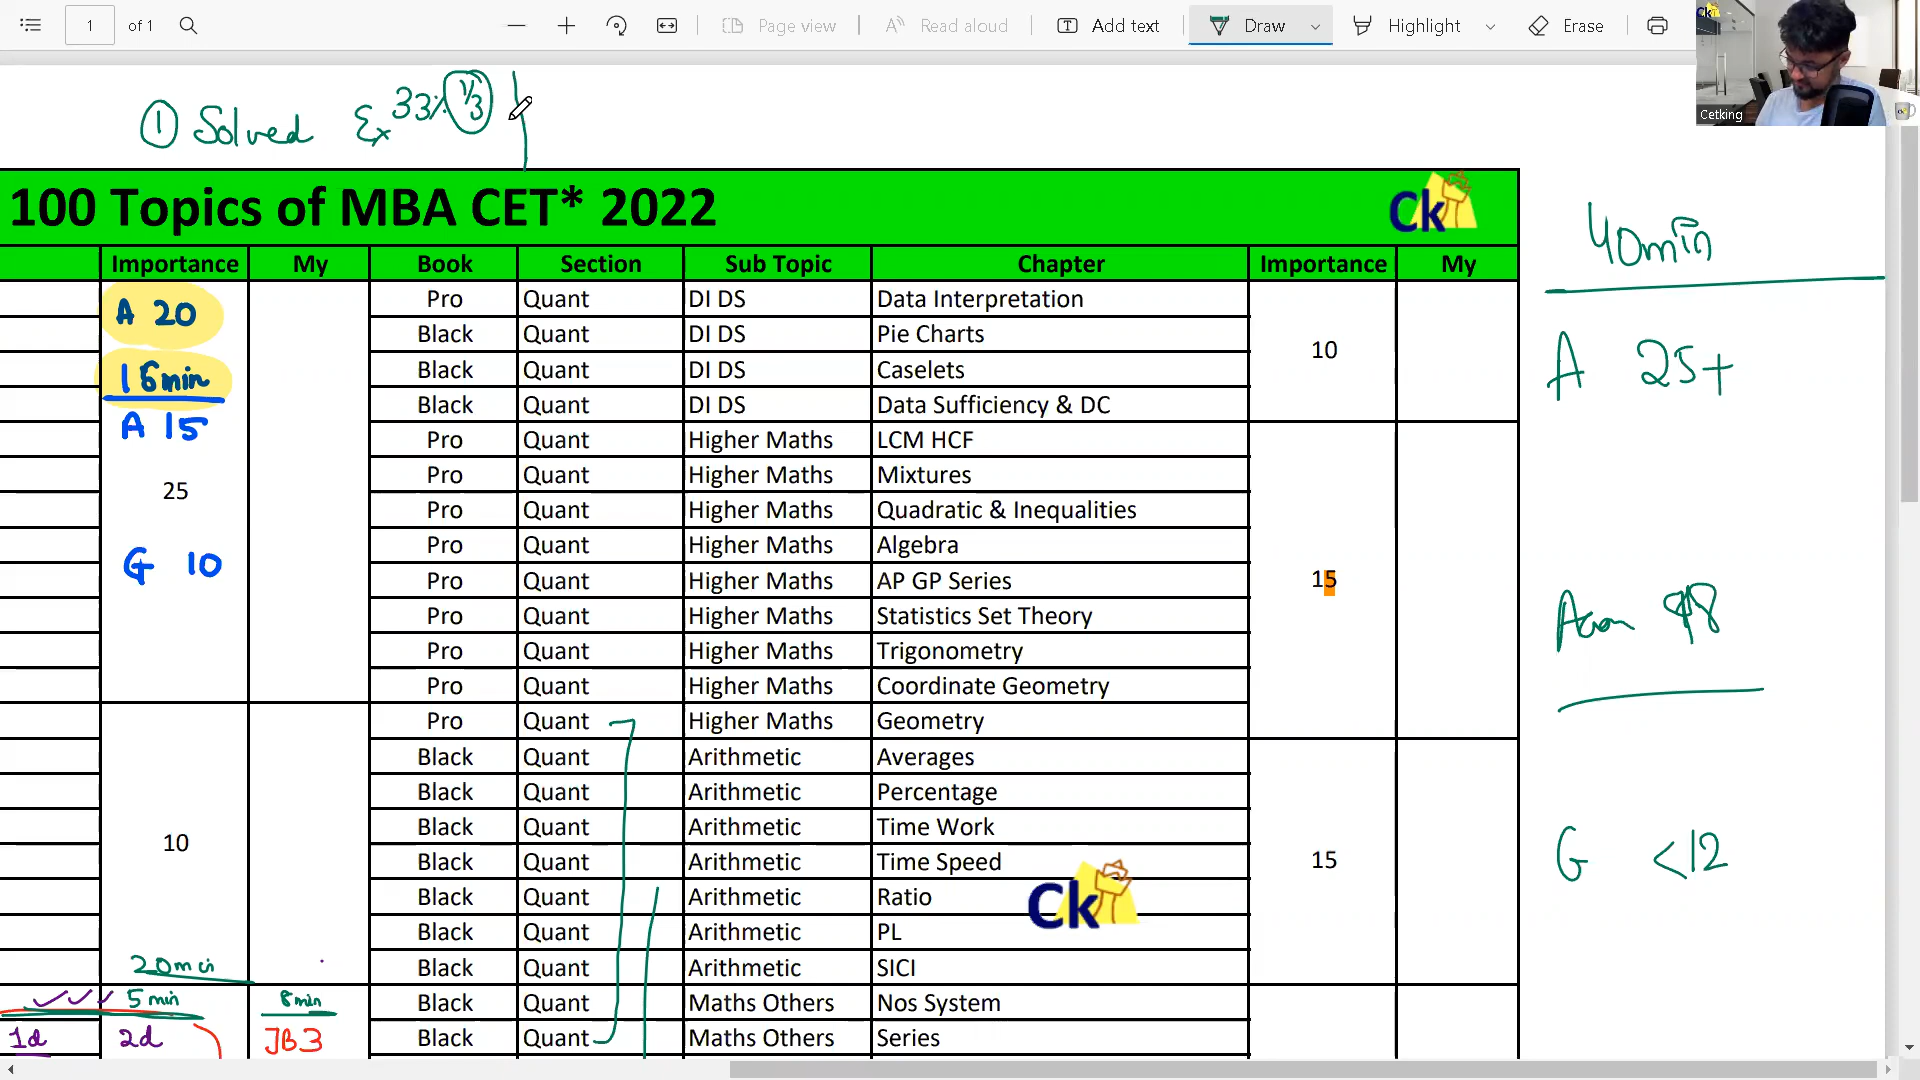 1 of 1 Page view Read aloud Add text Draw Highlight Erase
Ck
Cetking
① Solved Ex 33% 1/3
100 Topics of MBA CET* 2022 Ck
Importance My Book Section Sub Topic Chapter Importance My
Pro Quant DI DS Data Interpretation
Black Quant DI DS Pie Charts
Black Quant DI DS Caselets
Black Quant DI DS Data Sufficiency & DC
10
Pro Quant Higher Maths LCM HCF
Pro Quant Higher Maths Mixtures
Pro Quant Higher Maths Quadratic & Inequalities
Pro Quant Higher Maths Algebra
Pro Quant Higher Maths AP GP Series
Pro Quant Higher Maths Statistics Set Theory
Pro Quant Higher Maths Trigonometry
Pro Quant Higher Maths Coordinate Geometry
Pro Quant Higher Maths Geometry
15
Black Quant Arithmetic Averages
Black Quant Arithmetic Percentage
Black Quant Arithmetic Time Work
Black Quant Arithmetic Time Speed
Black Quant Arithmetic Ratio
Black Quant Arithmetic PL
Black Quant Arithmetic SICI
15
Ck
Black Quant Maths Others Nos System
Black Quant Maths Others Series
A 20
15min
A 15
25
G 10
10
20min
5min 8min
1d 2d JB3
40min
A 25+
G <12